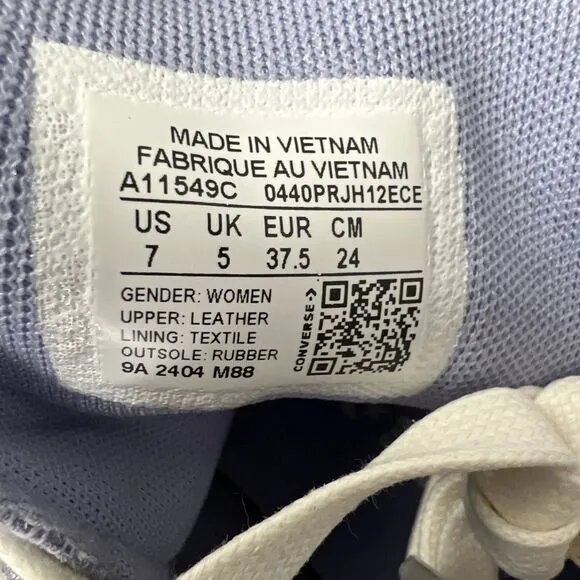 MADE IN VIETNAM
FABRIQUE AU VIETNAM
A11549C 0440PRJH12ECE
US UK EUR CM
7 5 37.5 24
GENDER: WOMEN
UPPER: LEATHER
LINING: TEXTILE
OUTSOLE: RUBBER
9A 2404 M88
CONVERSE->